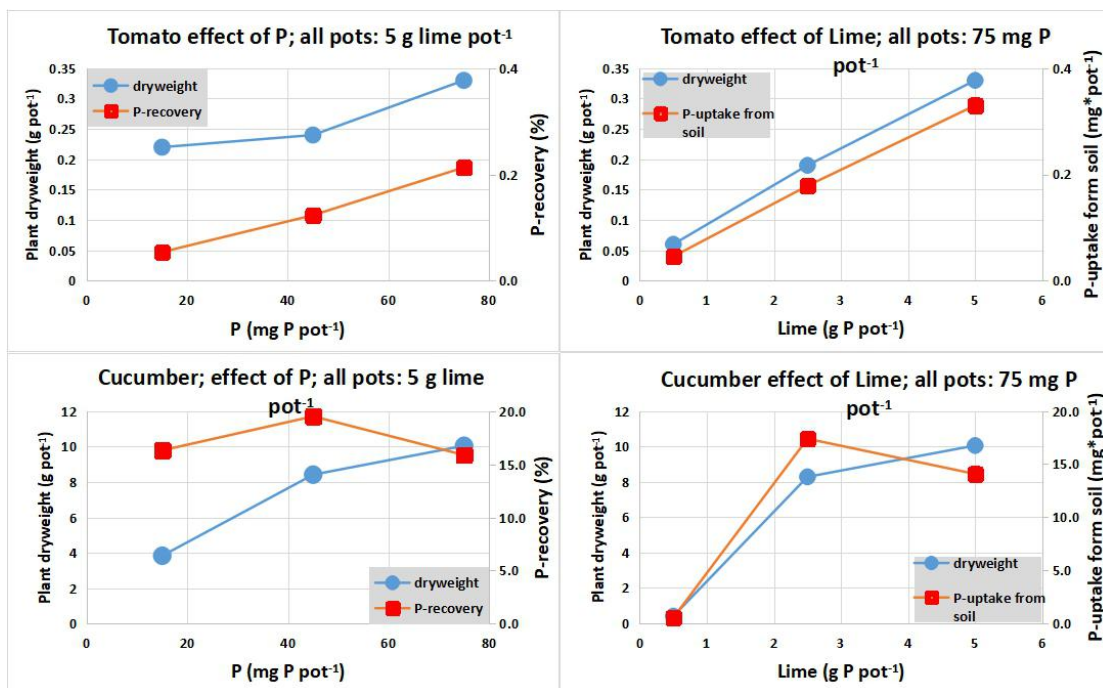 Tomato effect of P; all pots: 5 g lime pot⁻¹
dryweight
P-recovery
Plant dryweight (g pot⁻¹)
0.35
0.3
0.25
0.2
0.15
0.1
0.05
0
0.4
0.2
0.0
P-recovery (%)
0 20 40 60 80
P (mg P pot⁻¹)
Tomato effect of Lime; all pots: 75 mg P
pot⁻¹
dryweight
P-uptake from
soil
Plant dryweight (g pot⁻¹)
0.35
0.3
0.25
0.2
0.15
0.1
0.05
0
0.4
0.2
0.0
P-uptake form soil (mg*pot⁻¹)
0 1 2 3 4 5 6
Lime (g P pot⁻¹)
Cucumber; effect of P; all pots: 5 g lime
pot⁻¹
Plant dryweight (g pot⁻¹)
12
10
8
6
4
2
0
20.0
15.0
10.0
5.0
0.0
P-recovery (%)
dryweight
P-recovery
0 20 40 60 80
P (mg P pot⁻¹)
Cucumber effect of Lime; all pots: 75 mg P
pot⁻¹
Plant dryweight (g pot⁻¹)
12
10
8
6
4
2
0
20.0
15.0
10.0
5.0
0.0
P-uptake form soil (mg*pot⁻¹)
dryweight
P-uptake from
soil
0 1 2 3 4 5 6
Lime (g P pot⁻¹)